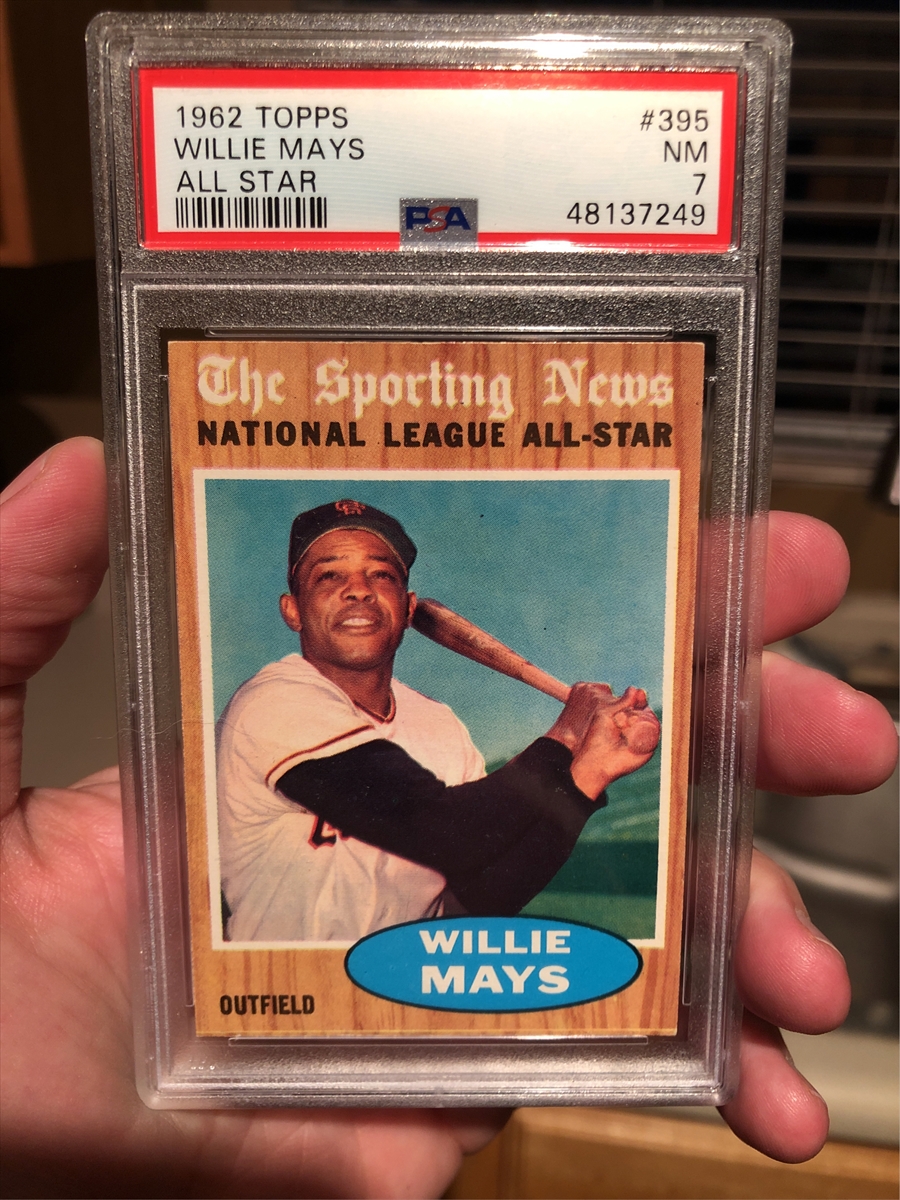 1962 TOPPS #395
WILLIE MAYS NM
ALL STAR 7
PSA 48137249
The Sporting News
NATIONAL LEAGUE ALL-STAR
WILLIE
MAYS
OUTFIELD